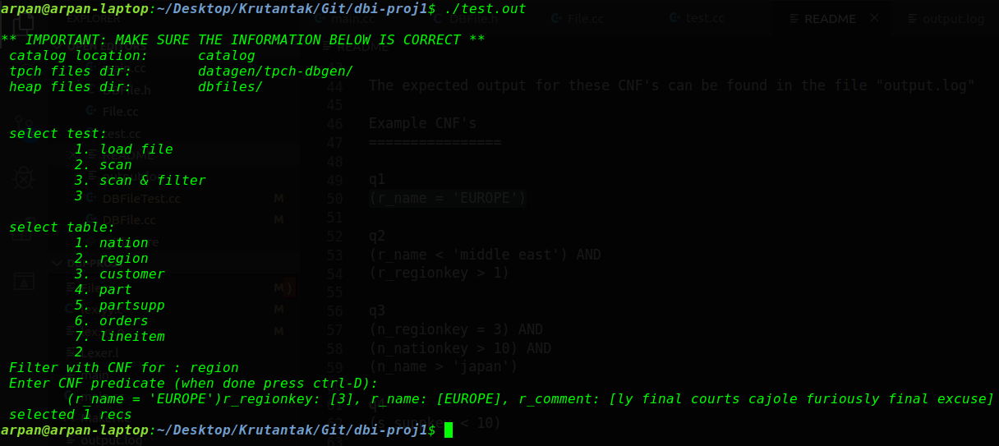 arpan@arpan-laptop:~/Desktop/Krutantak/Git/dbi-proj1$ ./test.out
** IMPORTANT: MAKE SURE THE INFORMATION BELOW IS CORRECT **
catalog location: catalog
tpch files dir: datagen/tpch-dbgen/
heap files dir: dbfiles/
select test:
1. load file
2. scan
3. scan & filter
3
select table:
1. nation
2. region
3. customer
4. part
5. partsupp
6. orders
7. lineitem
2
Filter with CNF for : region
Enter CNF predicate (when done press ctrl-D):
(r_name = 'EUROPE')r_regionkey: [3], r_name: [EUROPE], r_comment: [ly final courts cajole furiously final excuse]
selected 1 recs
arpan@arpan-laptop:~/Desktop/Krutantak/Git/dbi-proj1$
main.cc
DBFile.h
File.cc
test.cc
README
output.log
EXPLORER
README
File.cc
test.cc
DBFileTest.cc M
DBFile.cc M
44 The expected output for these CNF's can be found in the file "output.log"
45
46 Example CNF's
47 ================
48
49 q1
50 (r_name = 'EUROPE')
51
52 q2
53 (r_name < 'middle east') AND
54 (r_regionkey > 1)
55
56 q3
57 (n_regionkey = 3) AND
58 (n_nationkey > 10) AND
59 (n_name > 'japan')
Lexer.l
main
output.log